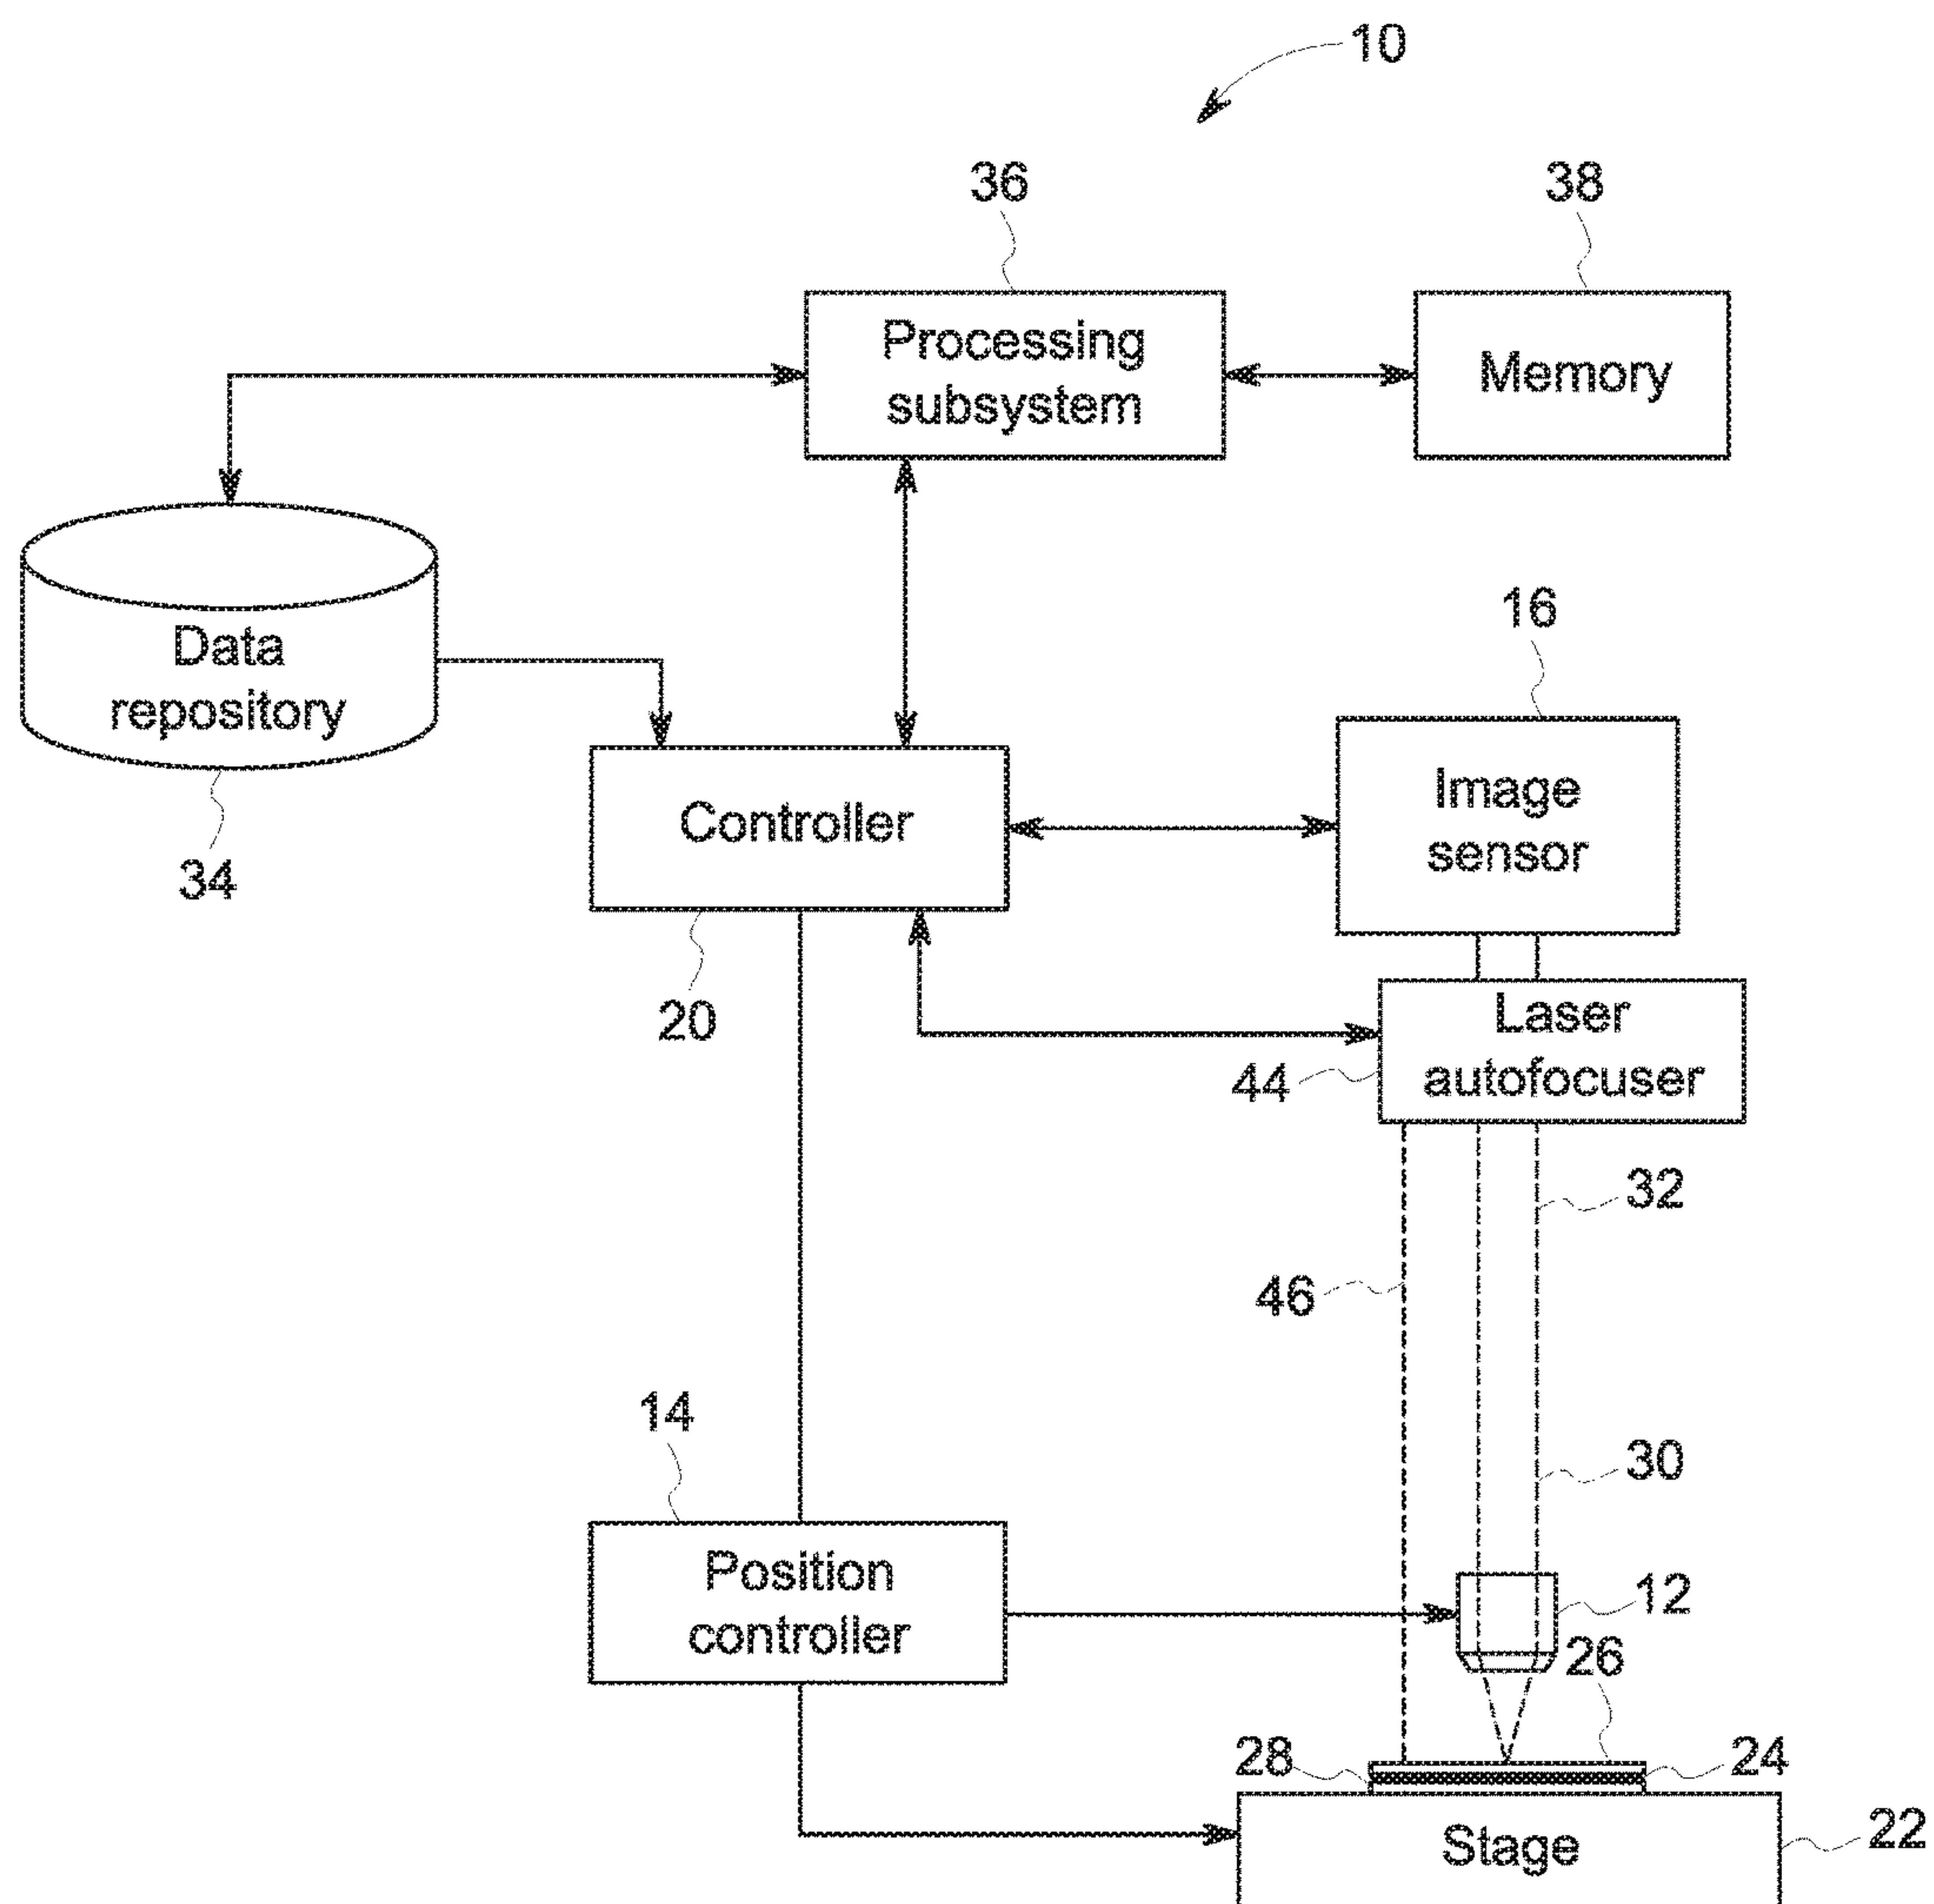 10
36
38
Processing
subsystem
Memory
16
Data
repository
34
Controller
20
Image
sensor
Laser
autofocuser
44
32
46
14
30
Position
controller
12
26
28
24
Stage
22